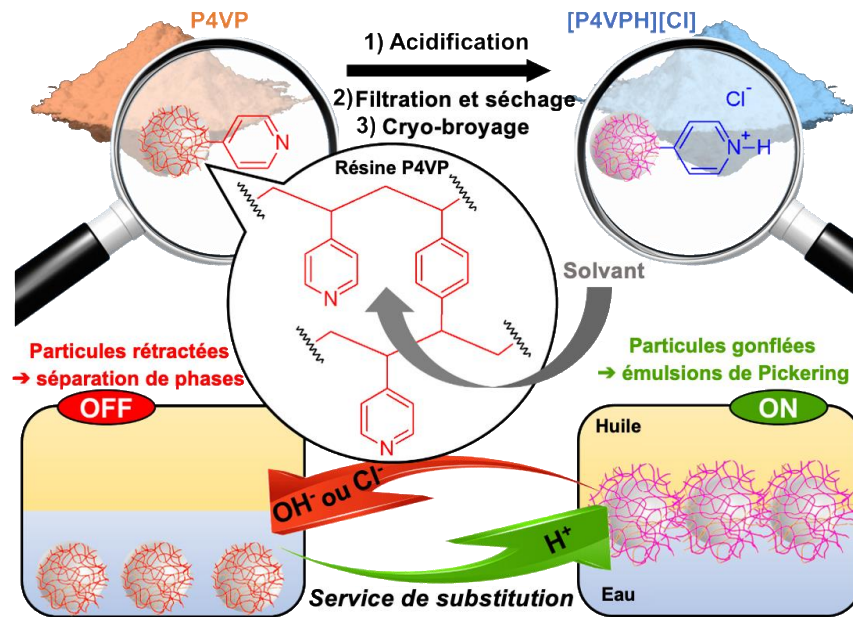 P4VP
[P4VPH][Cl]
1) Acidification
2) Filtration et séchage
3) Cryo-broyage
N
Cl-
N+-H
Résine P4VP
N
N
Solvant
Particules rétractées
➔ séparation de phases
OFF
Particules gonflées
➔ émulsions de Pickering
ON
Huile
OH- ou Cl-
H+
Eau
Service de substitution